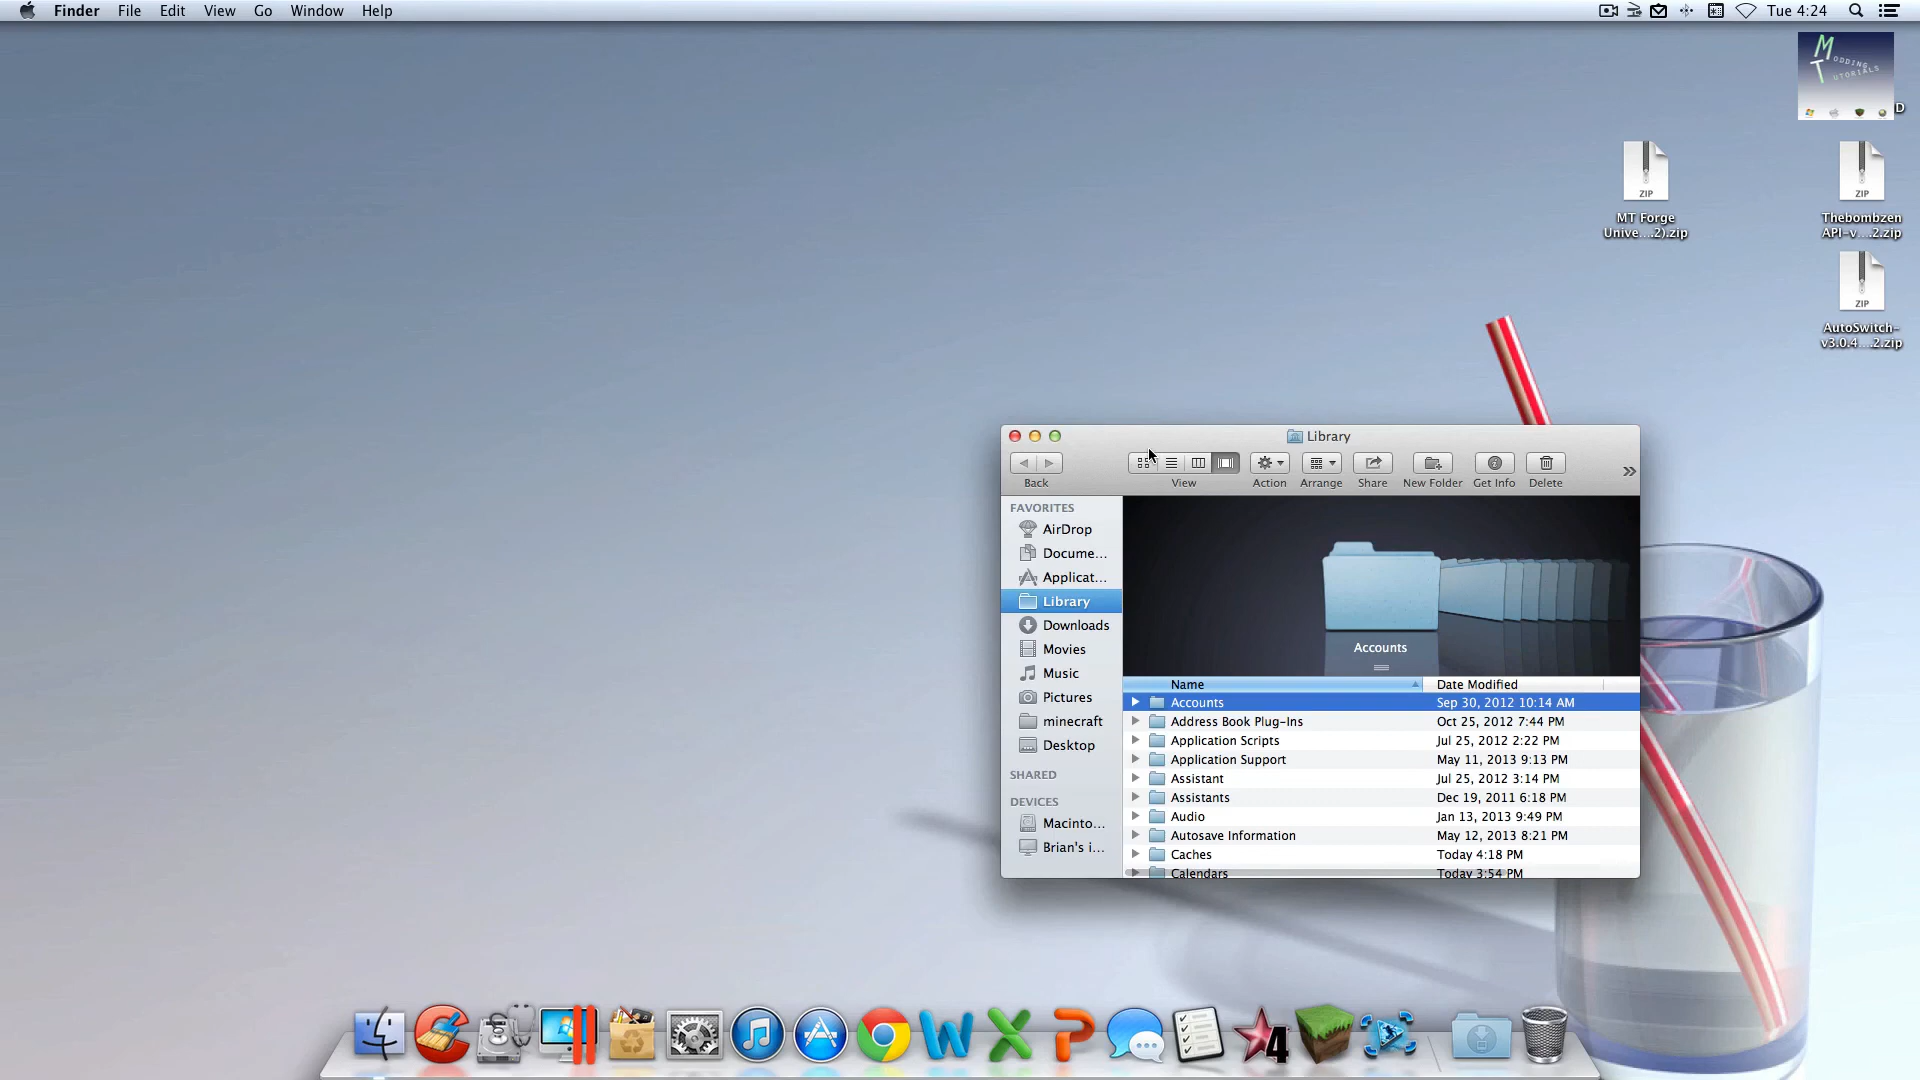 Finder File Edit View Go Window Help
Tue 4:24
MODDING
TUTORIALS
D
ZIP
MT Forge
Unive....2).zip
ZIP
Thebombzen
API-v....2.zip
ZIP
AutoSwitch-
v3.0.4....2.zip
Library
Back
View
Action
Arrange
Share
New Folder
Get Info
Delete
FAVORITES
AirDrop
Docume...
Applicat...
Library
Downloads
Movies
Music
Pictures
minecraft
Desktop
SHARED
DEVICES
Macinto...
Brian's i...
Accounts
Name Date Modified
Accounts Sep 30, 2012 10:14 AM
Address Book Plug-Ins Oct 25, 2012 7:44 PM
Application Scripts Jul 25, 2012 2:22 PM
Application Support May 11, 2013 9:13 PM
Assistant Jul 25, 2012 3:14 PM
Assistants Dec 19, 2011 6:18 PM
Audio Jan 13, 2013 9:49 PM
Autosave Information May 12, 2013 8:21 PM
Caches Today 4:18 PM
Calendars Today 3:54 PM
W X P 4